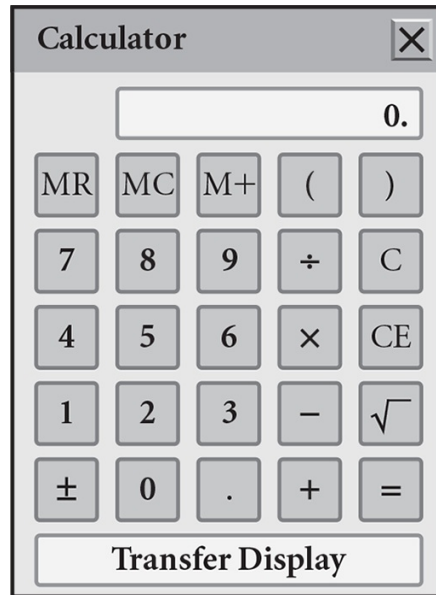 Calculator ×
0.
MR MC M+ ( )
7 8 9 ÷ C
4 5 6 × CE
1 2 3 − √
± 0 . + =
Transfer Display